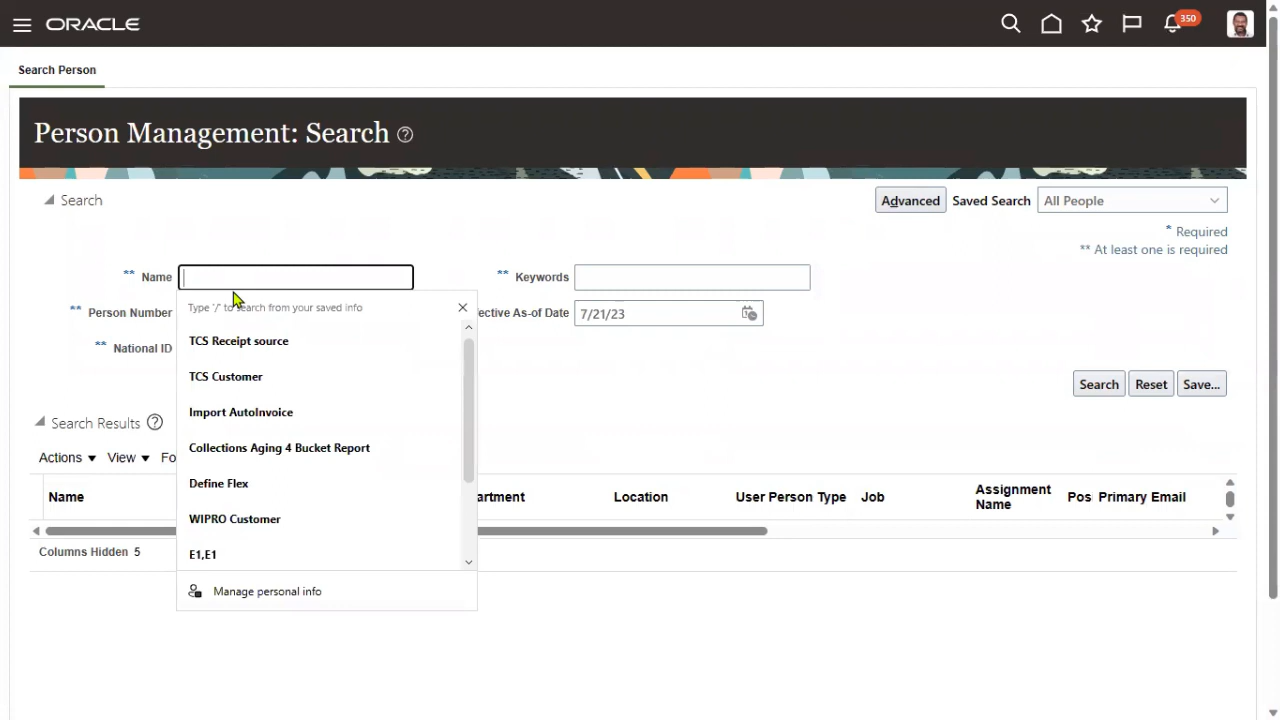 ORACLE
350
Search Person
Person Management: Search
Search
Advanced Saved Search All People
* Required
** At least one is required
** Name
** Keywords
Type '/' to search from your saved info
** Person Number
Effective As-of Date 7/21/23
TCS Receipt source
** National ID
TCS Customer
Search Reset Save...
Import AutoInvoice
Search Results
Collections Aging 4 Bucket Report
Actions View Fo
Define Flex
Name
artment Location User Person Type Job Assignment Name Pos Primary Email
WIPRO Customer
Columns Hidden 5
E1,E1
Manage personal info